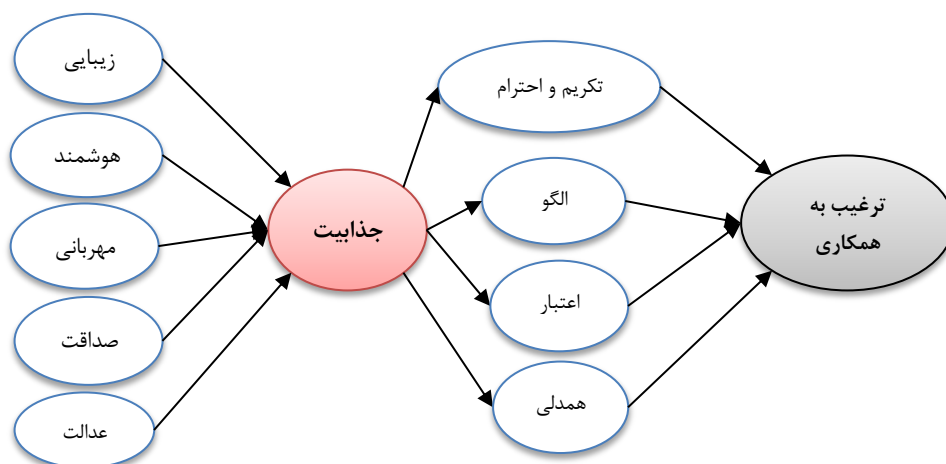 زیبایی
هوشمند
مهربانی
صداقت
عدالت
جذابیت
تکریم و احترام
الگو
اعتبار
همدلی
ترغیب به
همکاری